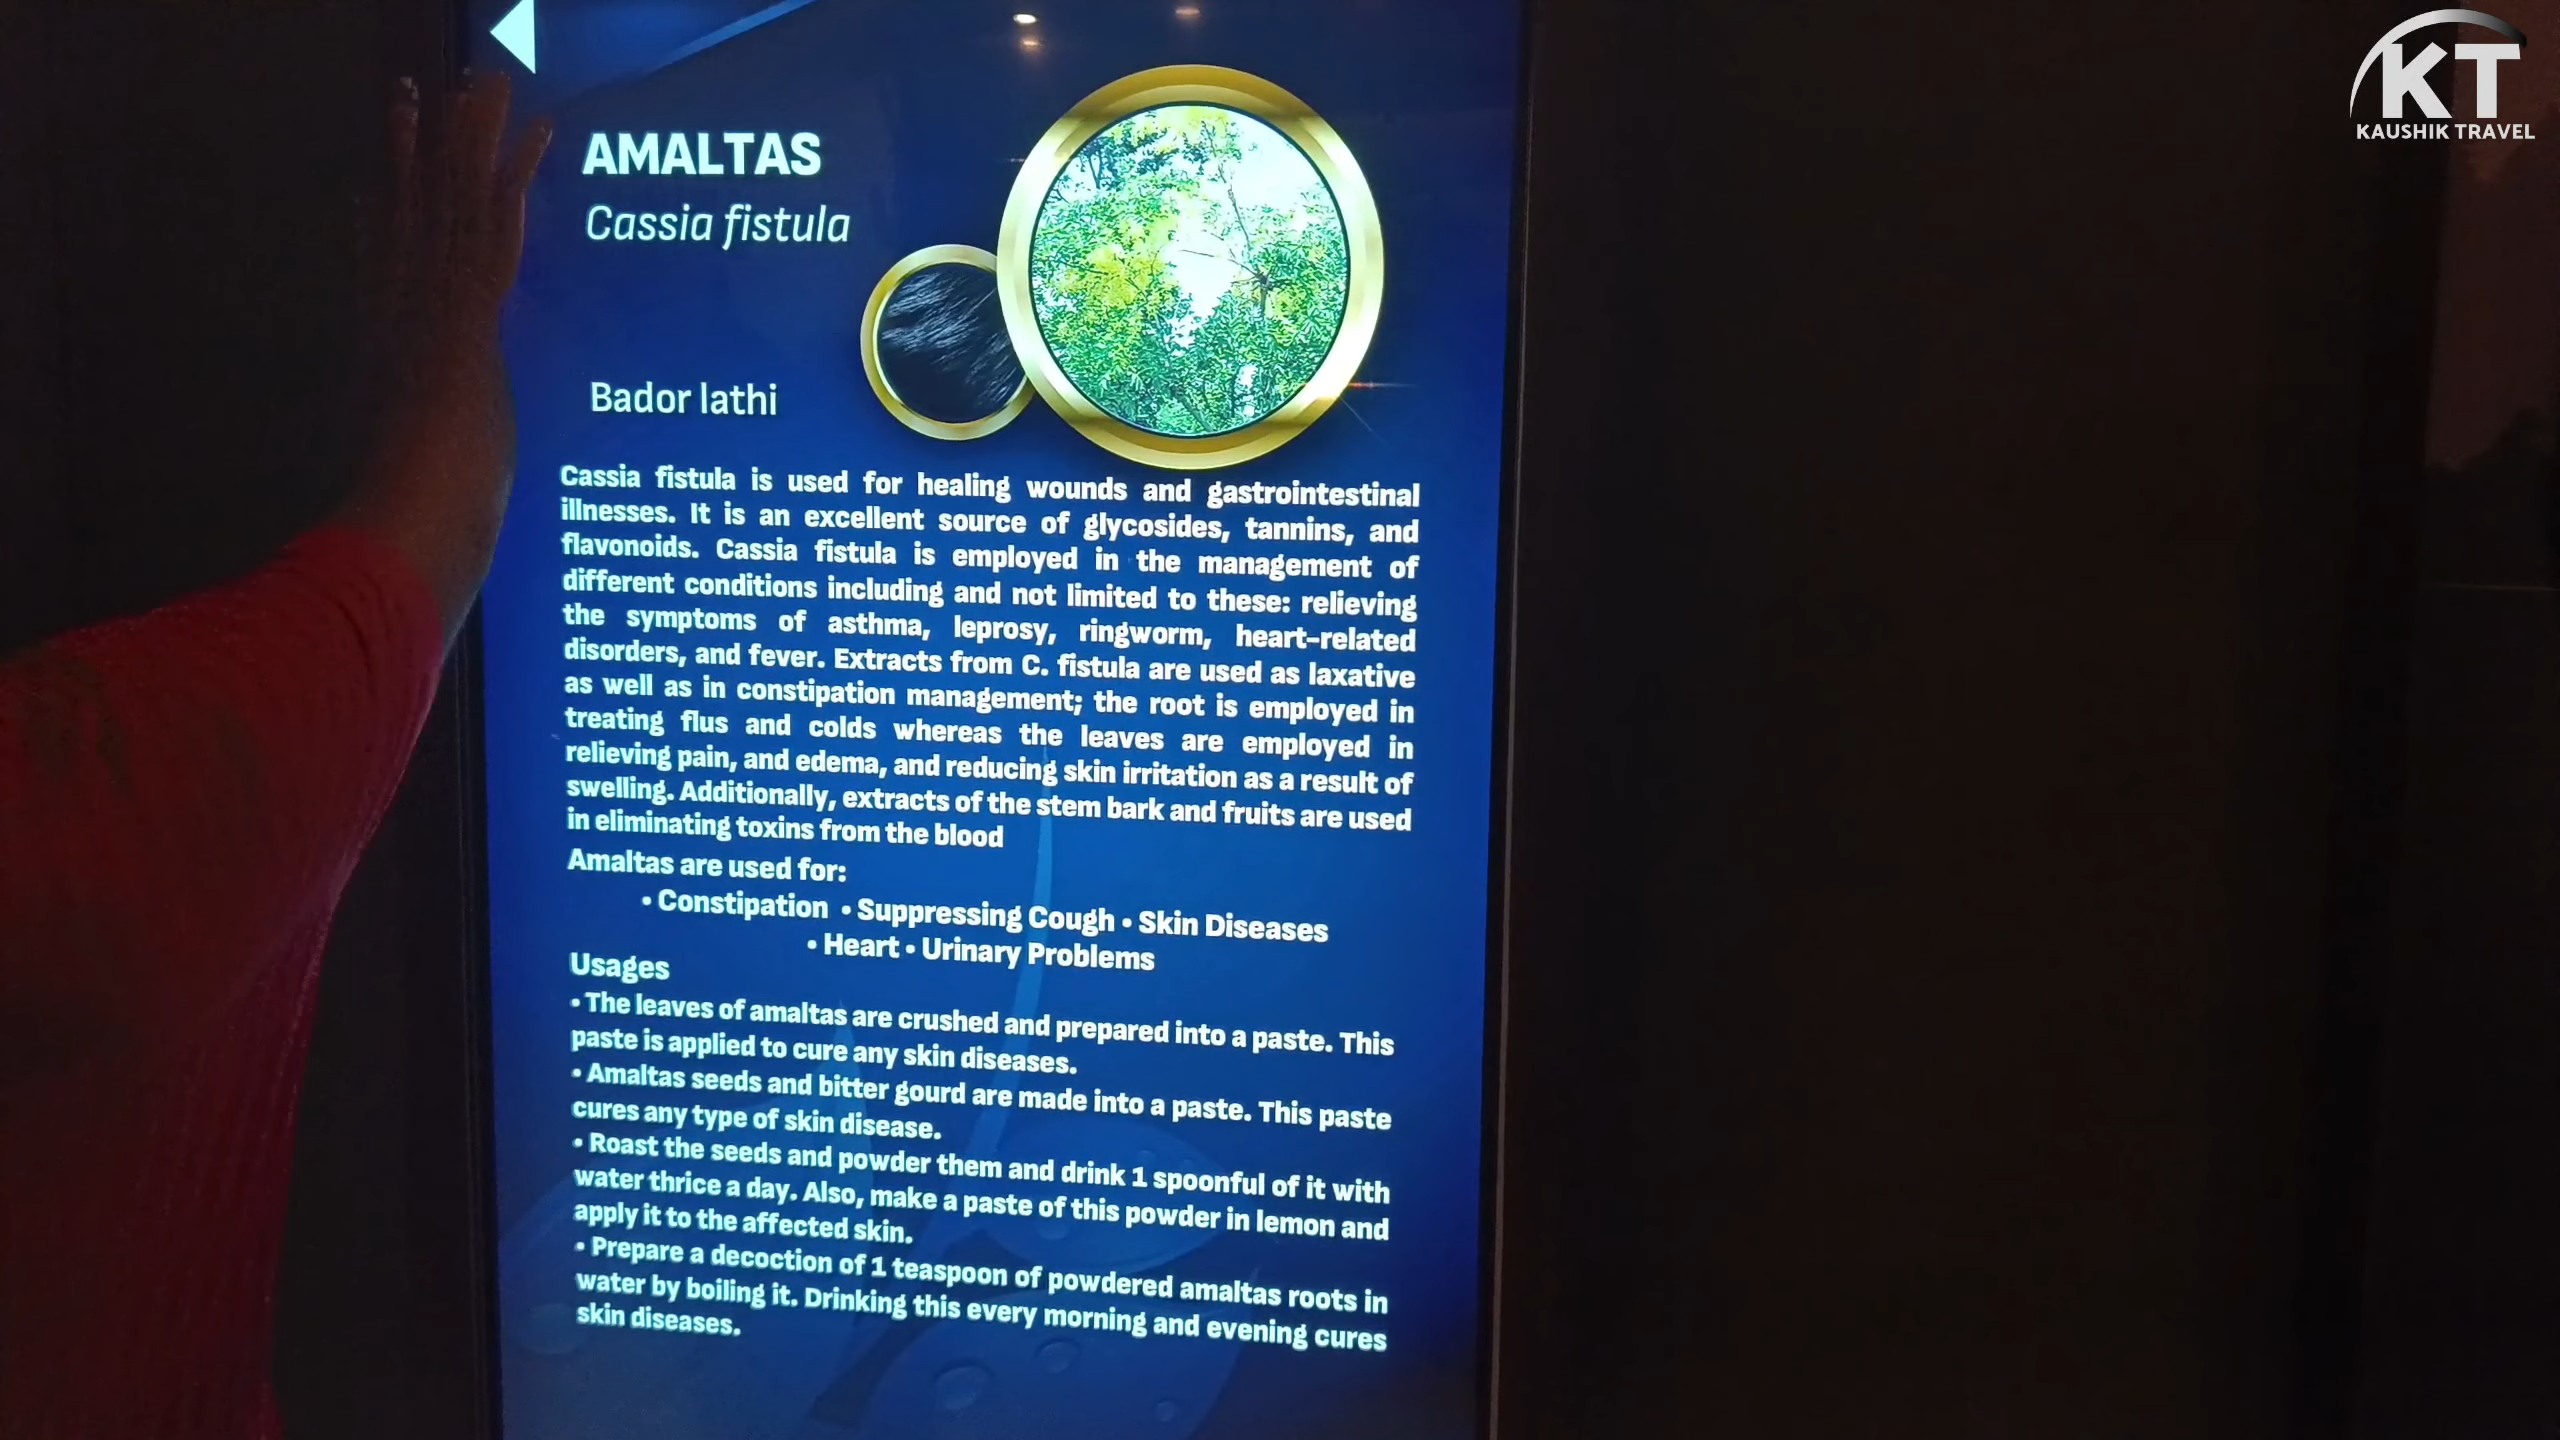 KT
KAUSHIK TRAVEL
AMALTAS
Cassia fistula
Bador lathi
Cassia fistula is used for healing wounds and gastrointestinal
illnesses. It is an excellent source of glycosides, tannins, and
flavonoids. Cassia fistula is employed in the management of
different conditions including and not limited to these: relieving
the symptoms of asthma, leprosy, ringworm, heart-related
disorders, and fever. Extracts from C. fistula are used as laxative
as well as in constipation management; the root is employed in
treating flus and colds whereas the leaves are employed in
relieving pain, and edema, and reducing skin irritation as a result of
swelling. Additionally, extracts of the stem bark and fruits are used
in eliminating toxins from the blood
Amaltas are used for:
• Constipation • Suppressing Cough • Skin Diseases
• Heart • Urinary Problems
Usages
• The leaves of amaltas are crushed and prepared into a paste. This
paste is applied to cure any skin diseases.
• Amaltas seeds and bitter gourd are made into a paste. This paste
cures any type of skin disease.
• Roast the seeds and powder them and drink 1 spoonful of it with
water thrice a day. Also, make a paste of this powder in lemon and
apply it to the affected skin.
• Prepare a decoction of 1 teaspoon of powdered amaltas roots in
water by boiling it. Drinking this every morning and evening cures
skin diseases.